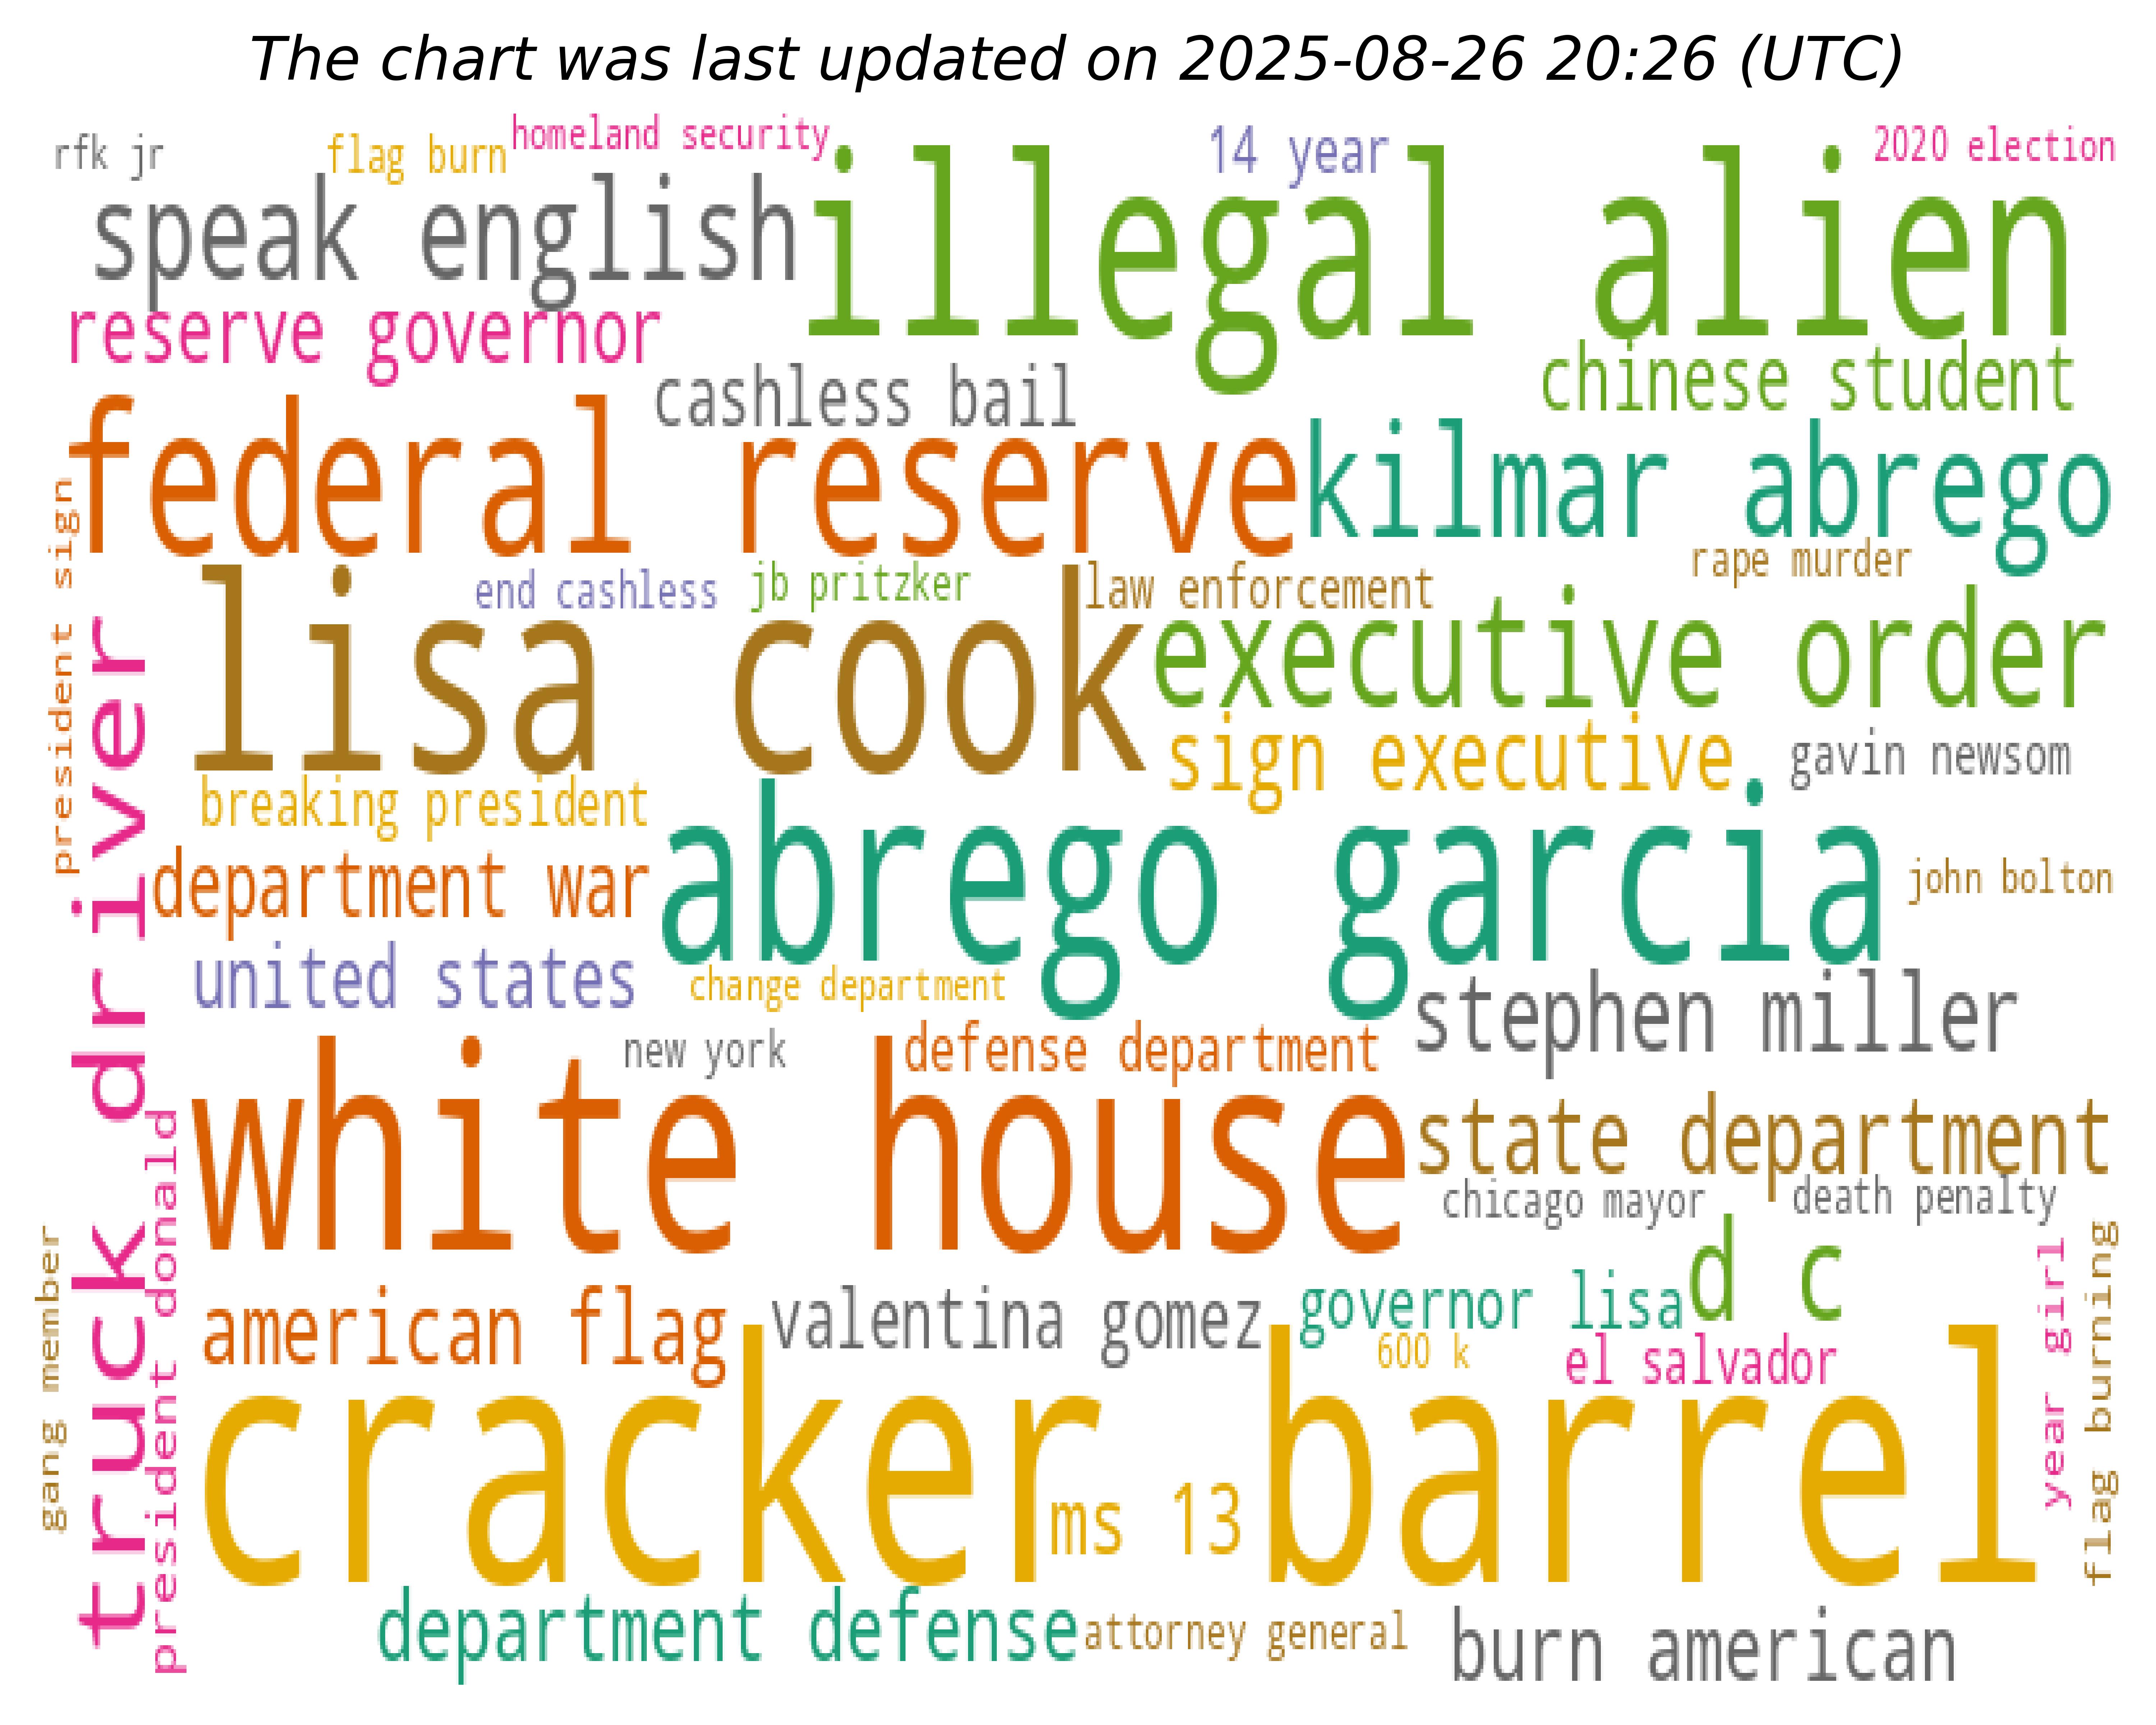 The chart was last updated on 2025-08-26 20:26 (UTC)
rfk jr
flag burn
homeland security
14 year
2020 election
speak english
illegal alien
reserve governor
cashless bail
chinese student
federal reserve
kilmar abrego
president sign
end cashless
jb pritzker
law enforcement
rape murder
lisa cook
executive order
truck driver
sign executive
gavin newsom
breaking president
abrego garcia
department war
john bolton
united states
change department
stephen miller
new york
defense department
white house
state department
president donald
chicago mayor
death penalty
gang member
american flag
valentina gomez
governor lisa
d c
600 k
el salvador
year girl
flag burning
cracker barrel
ms 13
department defense
attorney general
burn american